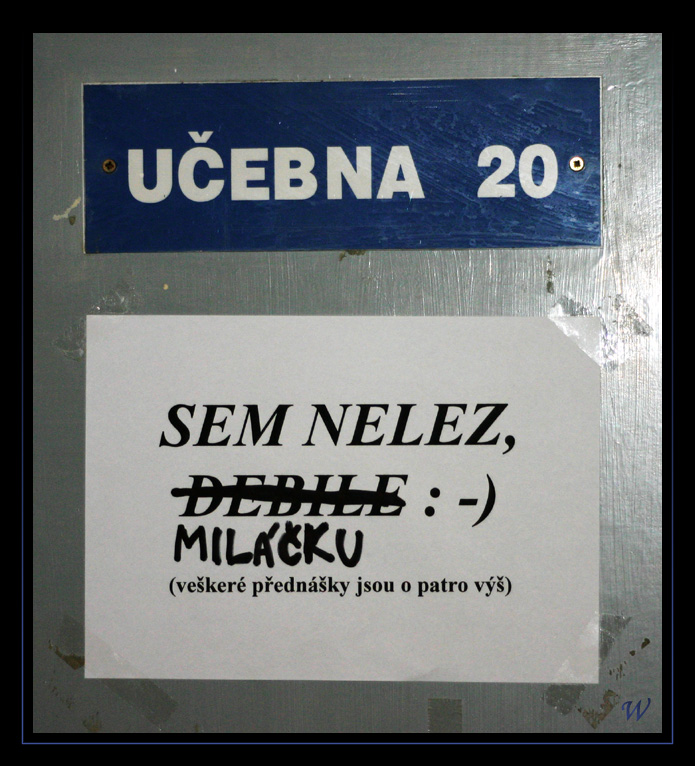 UČEBNA 20
SEM NELEZ,
DEBILE : -)
MILÁČKU
(veškeré přednášky jsou o patro výš)
W